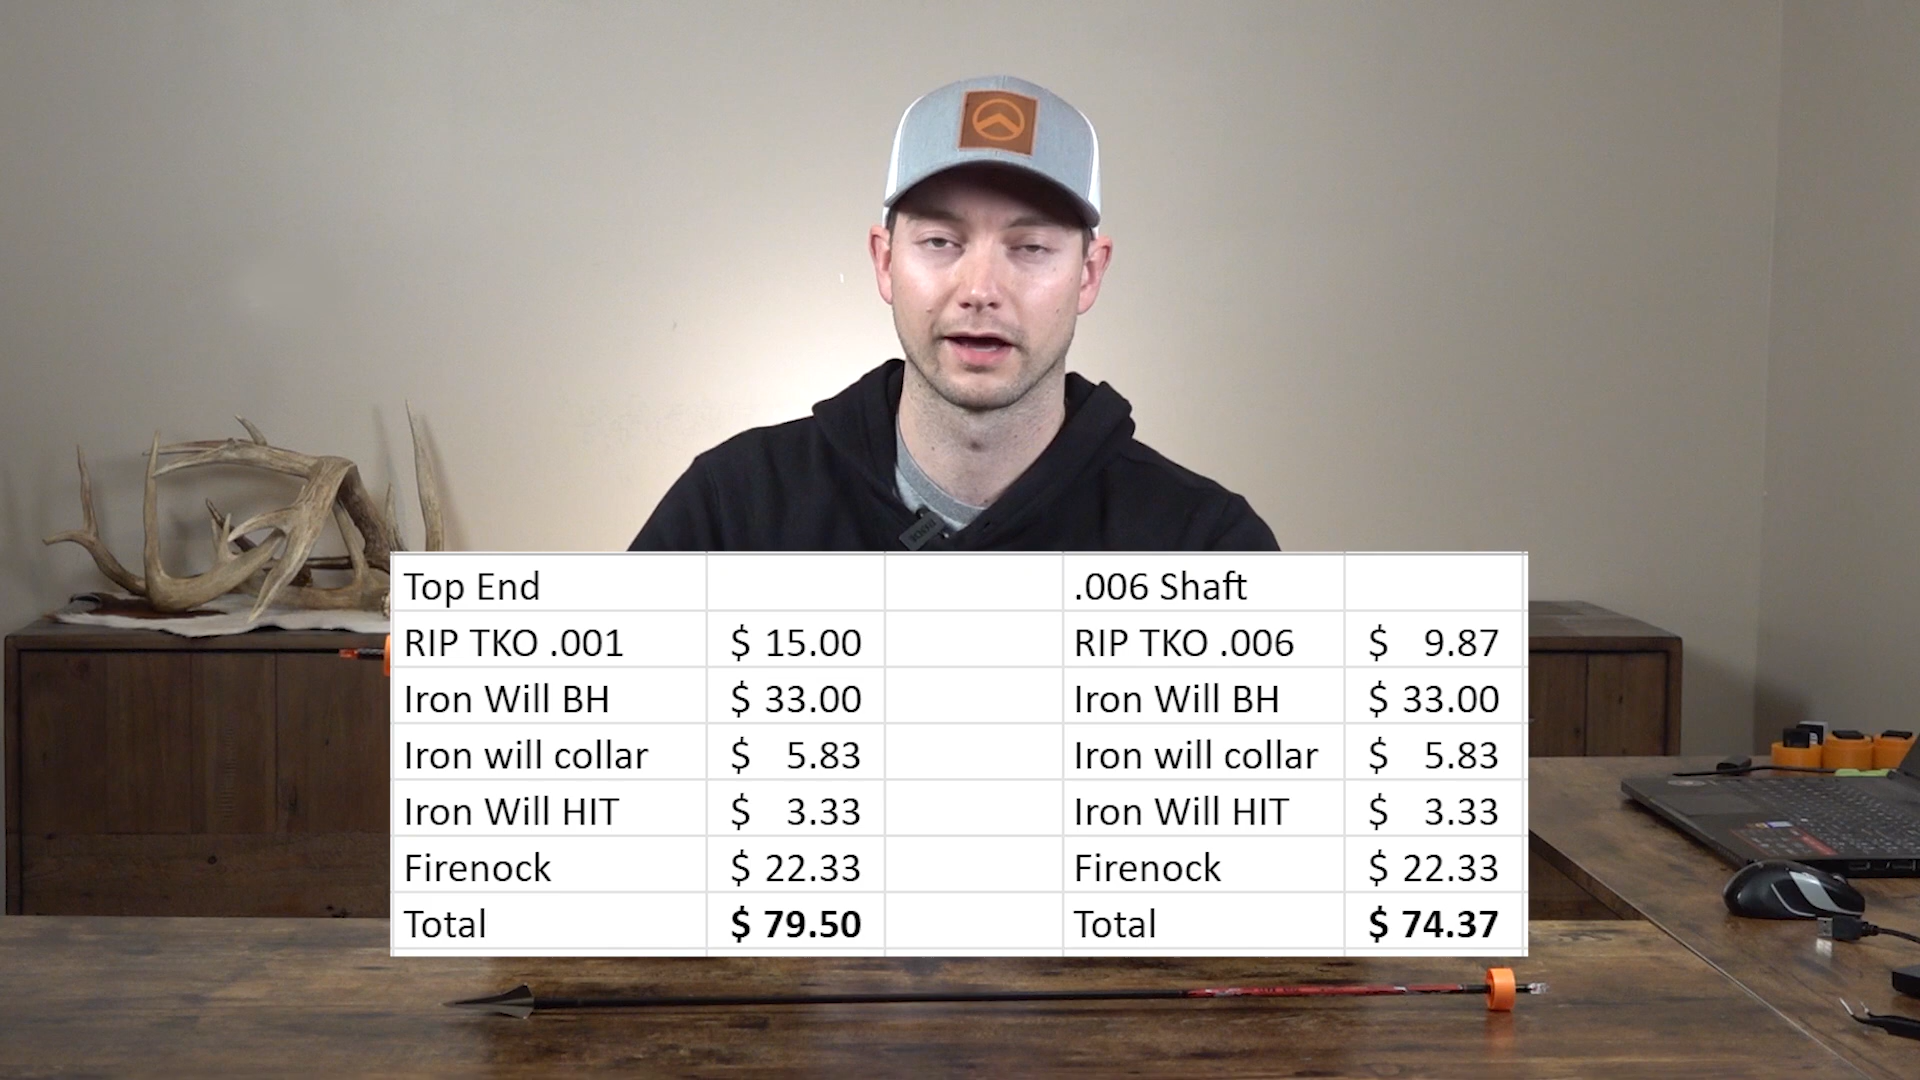 Top End .006 Shaft
RIP TKO .001 $ 15.00 RIP TKO .006 $ 9.87
Iron Will BH $ 33.00 Iron Will BH $ 33.00
Iron will collar $ 5.83 Iron will collar $ 5.83
Iron Will HIT $ 3.33 Iron Will HIT $ 3.33
Firenock $ 22.33 Firenock $ 22.33
Total $ 79.50 Total $ 74.37